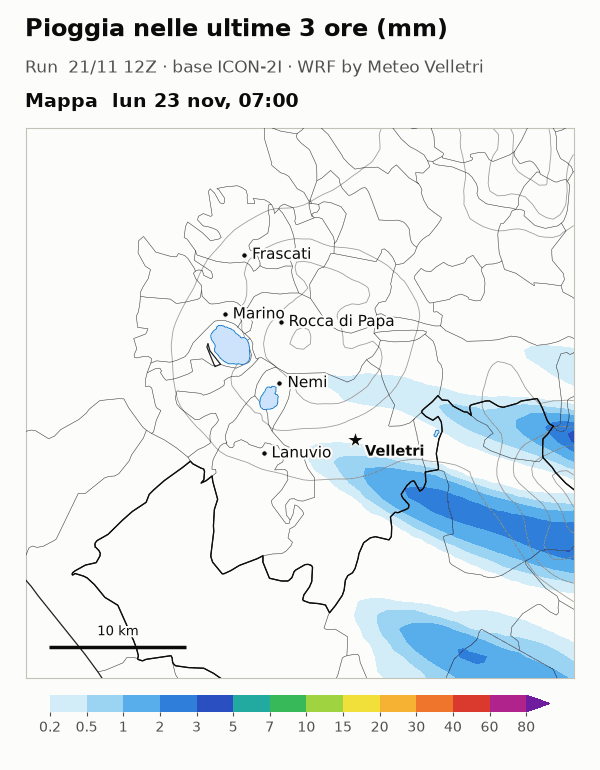 Pioggia nelle ultime 3 ore (mm)
Run  21/11 12Z · base ICON-2I · WRF by Meteo Velletri
Mappa  lun 23 nov, 07:00
Frascati
Marino
Rocca di Papa
Nemi
Velletri
Lanuvio
10 km
0.2 0.5 1 2 3 5 7 10 15 20 30 40 60 80